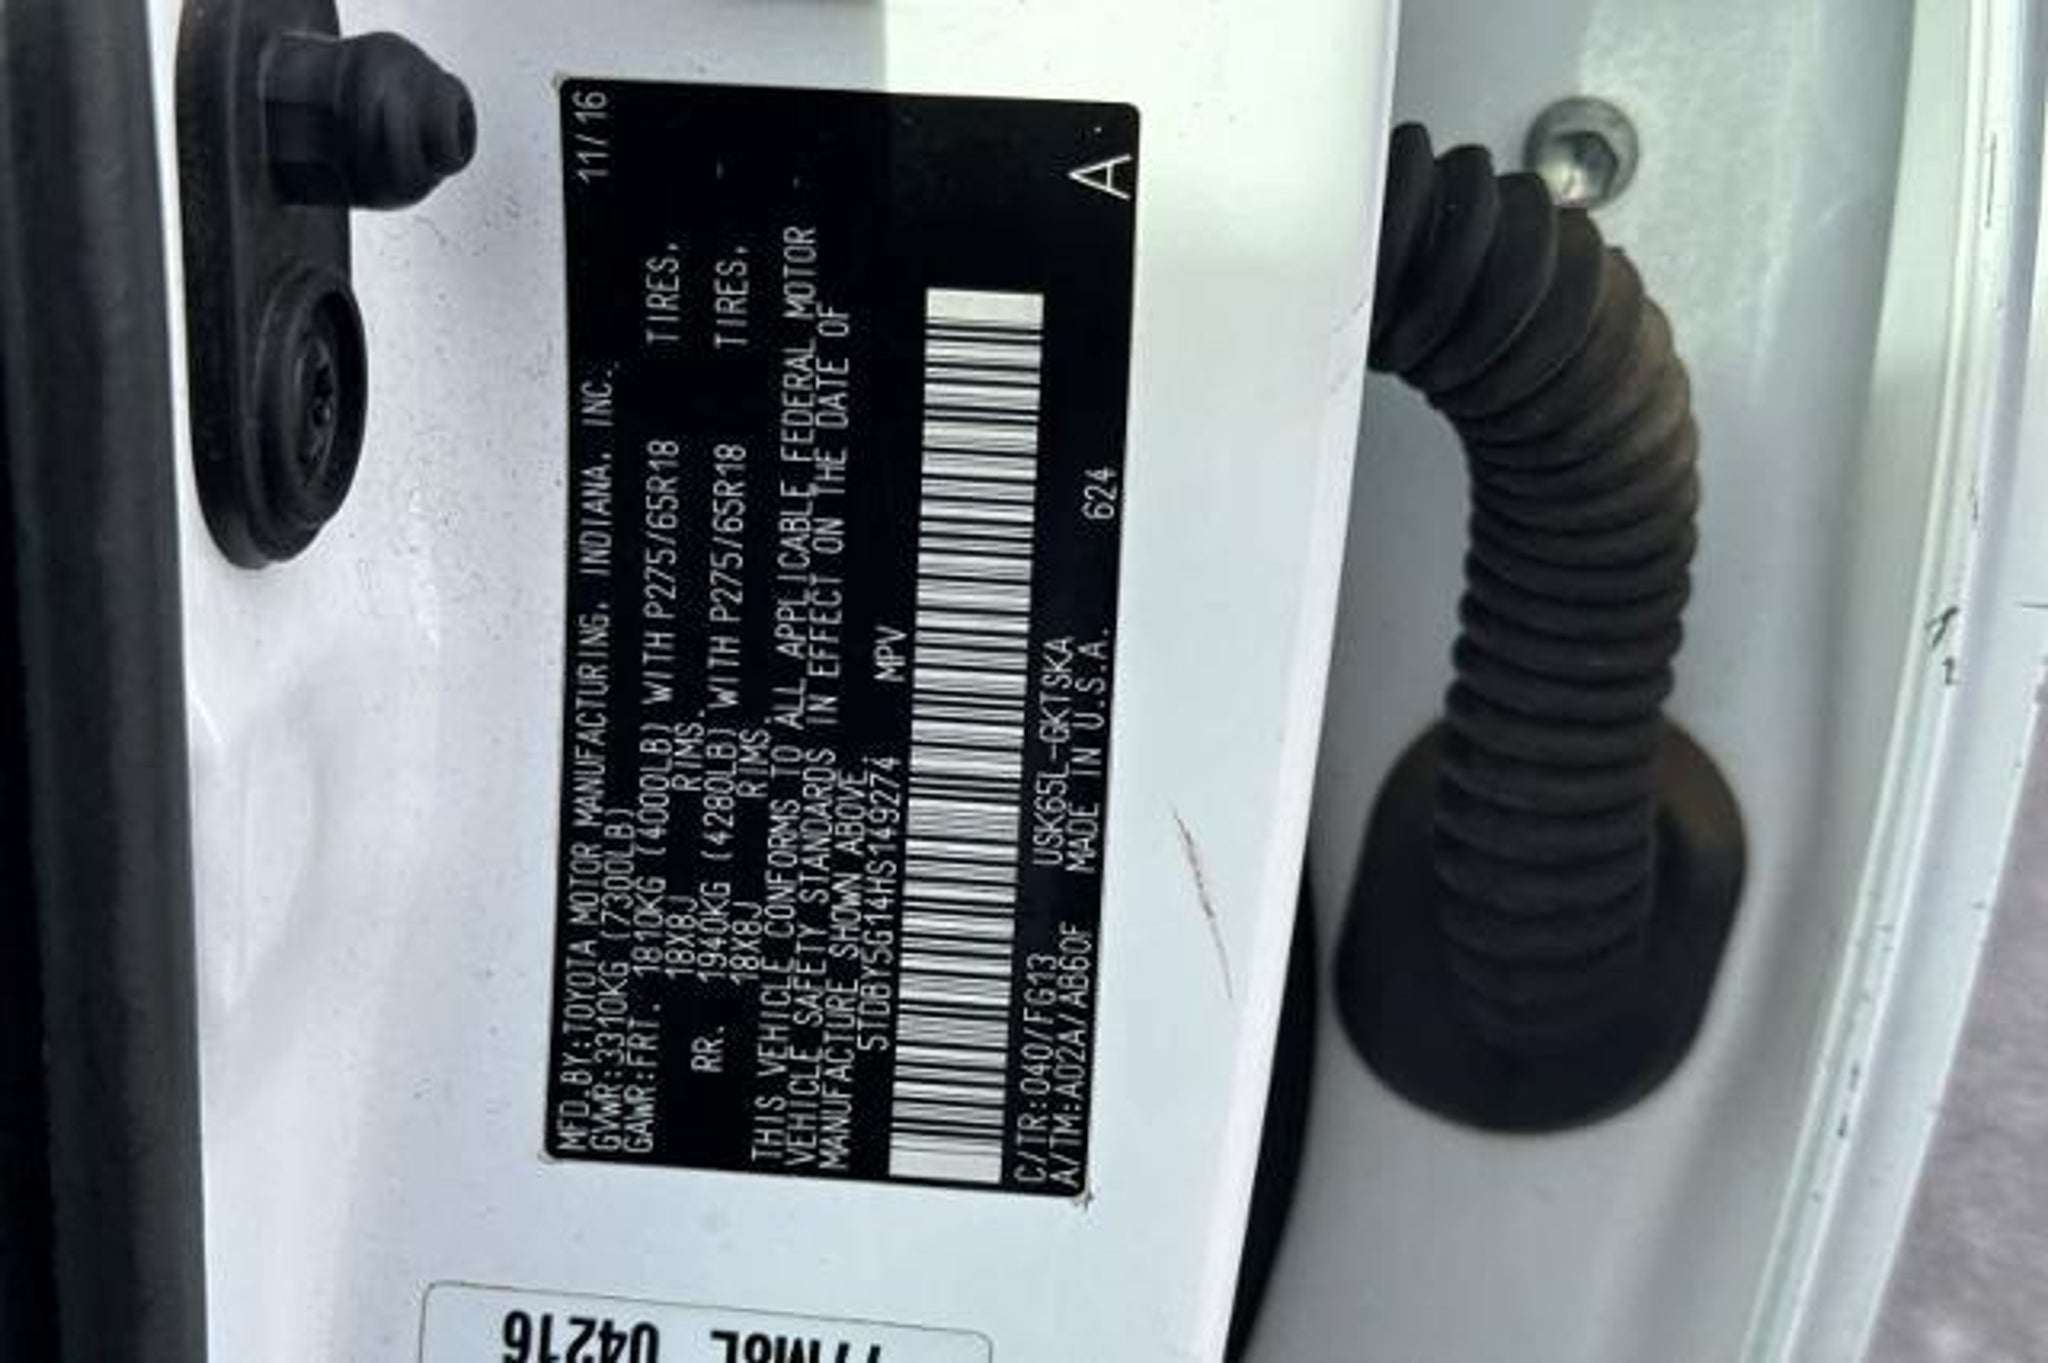 MFD.BY:TOYOTA MOTOR MANUFACTURING, INDIANA, INC. 11/16
GVWR:3310KG(7300LB)
GAWR:FRT. 1810KG(4000LB) WITH P275/65R18 TIRES,
18X8J RIMS.
RR. 1940KG(4280LB) WITH P275/65R18 TIRES,
18X8J RIMS.
THIS VEHICLE CONFORMS TO ALL APPLICABLE FEDERAL MOTOR
VEHICLE SAFETY STANDARDS IN EFFECT ON THE DATE OF
MANUFACTURE SHOWN ABOVE.
5TDBY5G14HS149274 MPV
C/TR:040/FG13 USK65L-GKTSKA
A/TM:A02A/AB60F MADE IN U.S.A. 624 A
04216